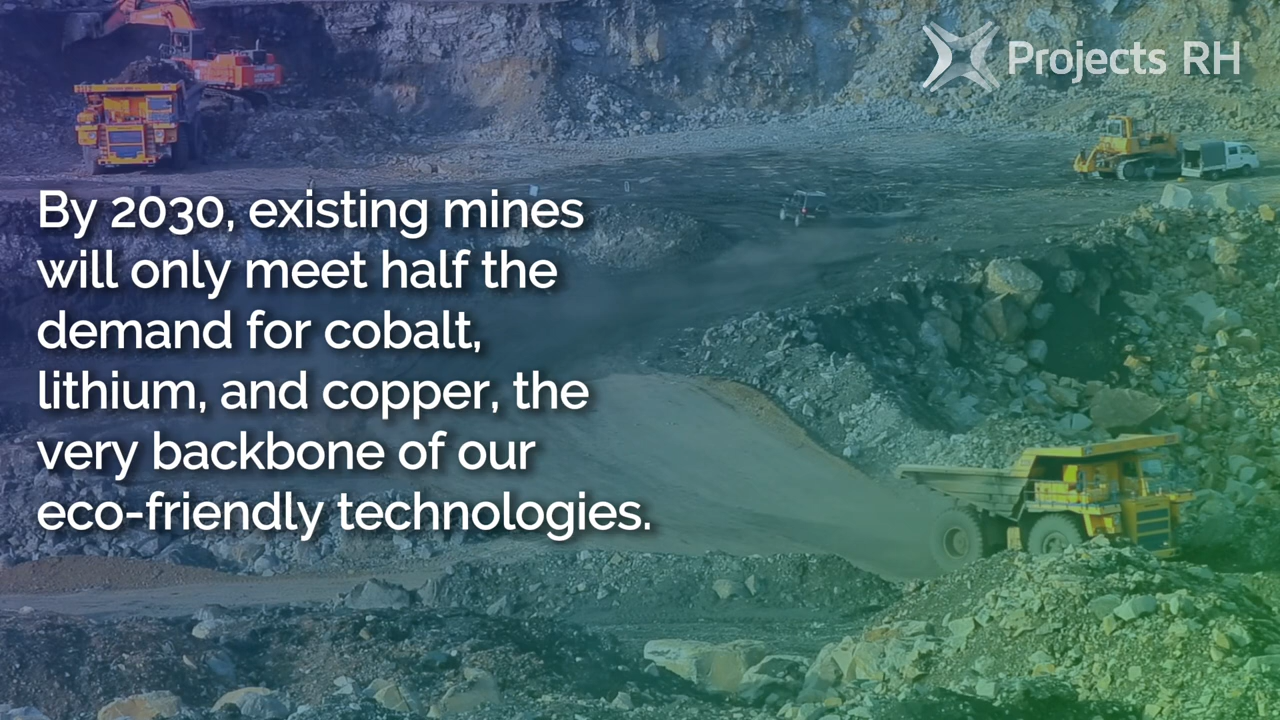 Projects RH
By 2030, existing mines
will only meet half the
demand for cobalt,
lithium, and copper, the
very backbone of our
eco-friendly technologies.